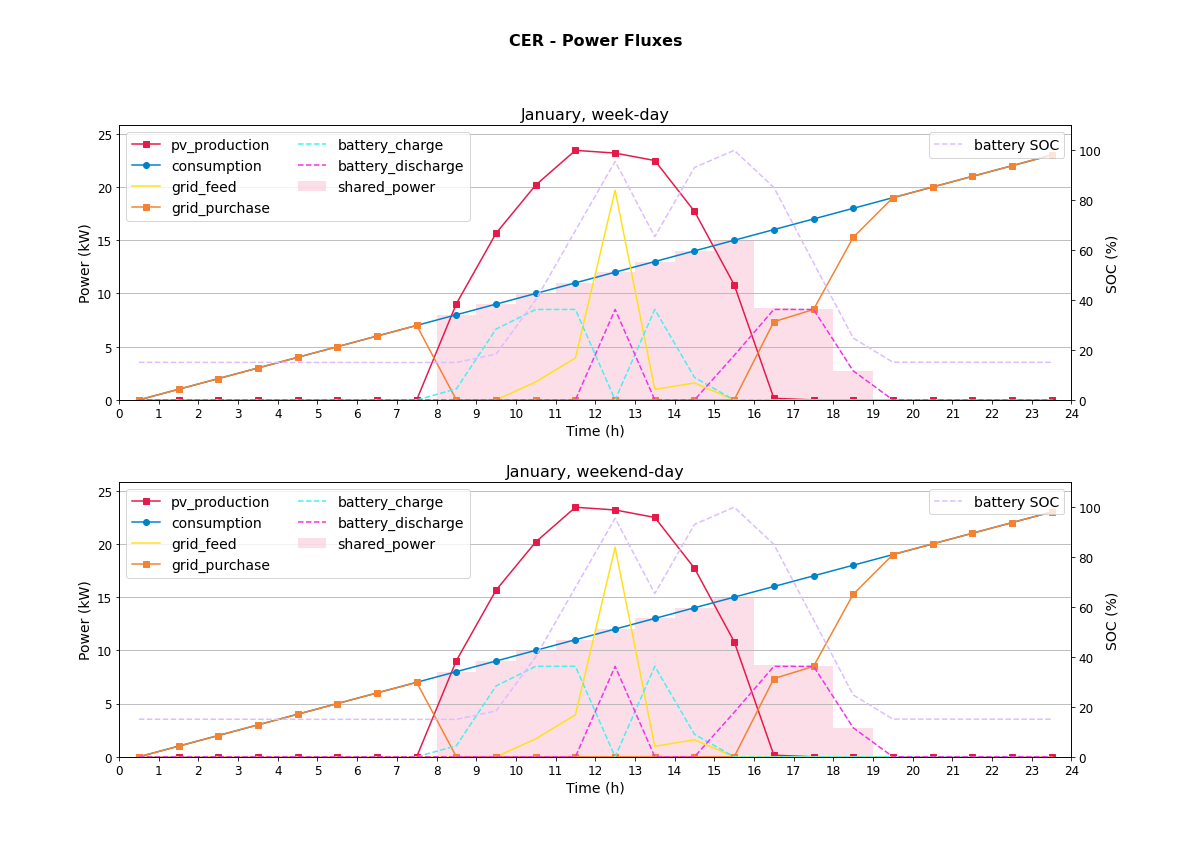 CER - Power Fluxes
January, week-day
pv_production
consumption
grid_feed
grid_purchase
battery_charge
battery_discharge
shared_power
battery SOC
Power (kW)
25
20
15
10
5
0
SOC (%)
100
80
60
40
20
0
0 1 2 3 4 5 6 7 8 9 10 11 12 13 14 15 16 17 18 19 20 21 22 23 24
Time (h)
January, weekend-day
pv_production
consumption
grid_feed
grid_purchase
battery_charge
battery_discharge
shared_power
battery SOC
Power (kW)
25
20
15
10
5
0
SOC (%)
100
80
60
40
20
0
0 1 2 3 4 5 6 7 8 9 10 11 12 13 14 15 16 17 18 19 20 21 22 23 24
Time (h)